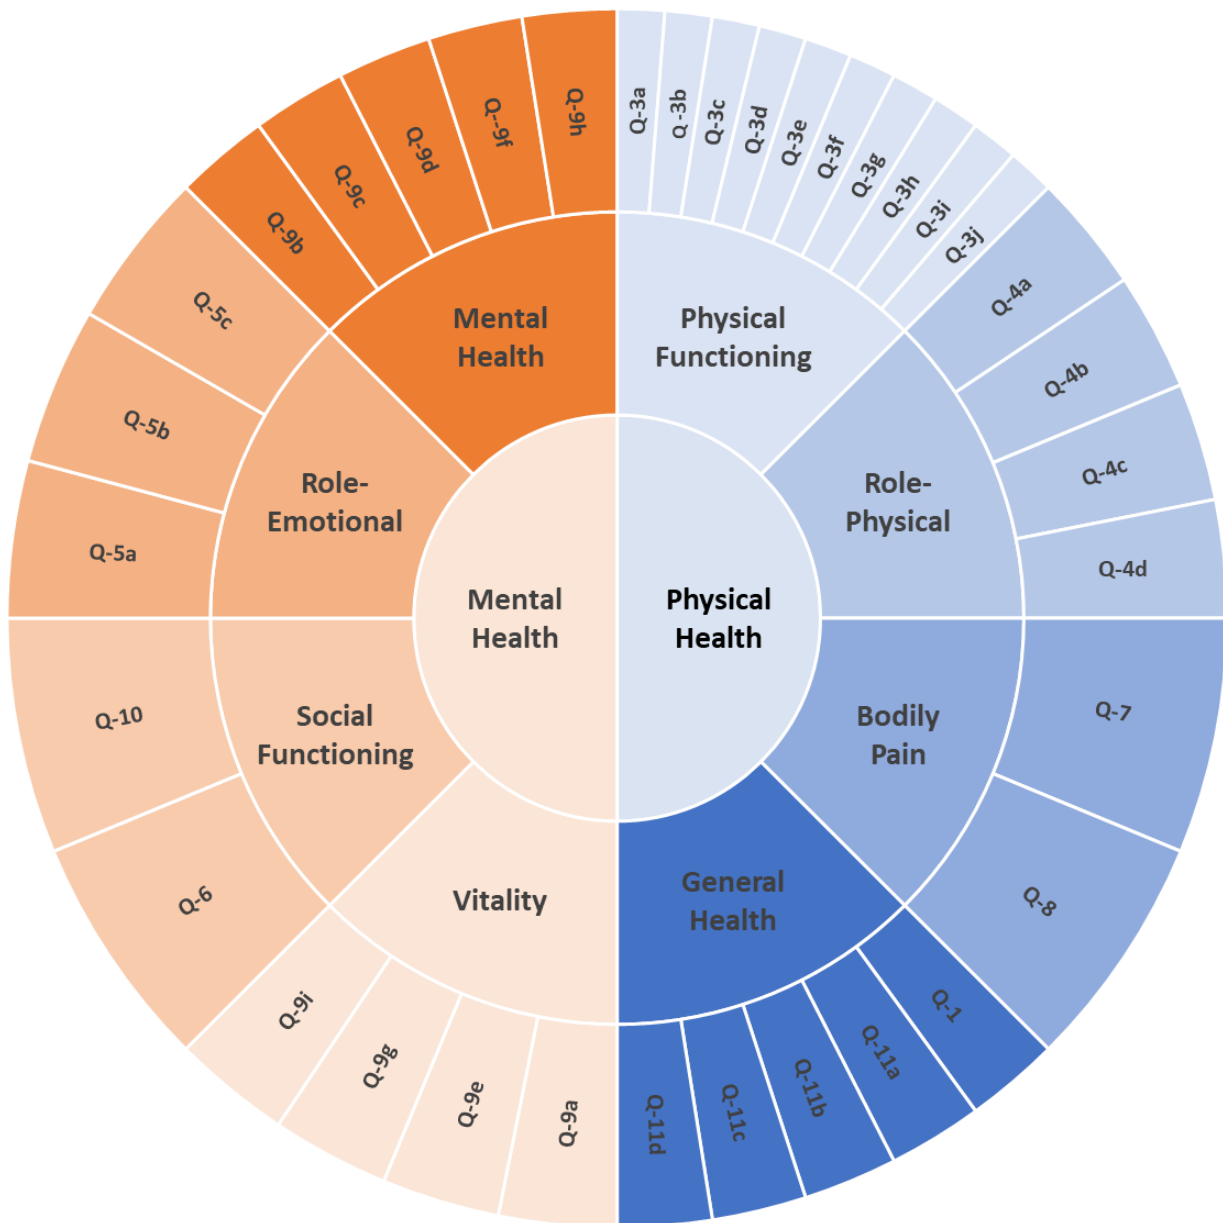 Mental
Health
Physical
Health
Physical
Functioning
Role-
Physical
Bodily
Pain
General
Health
Vitality
Social
Functioning
Role-
Emotional
Mental
Health
Q-3a
Q -3b
Q-3c
Q-3d
Q-3e
Q-3f
Q-3g
Q-3h
Q-3i
Q-3j
Q-4a
Q-4b
Q-4c
Q-4d
Q-7
Q-8
Q-1
Q-11a
Q-11b
Q-11c
Q-11d
Q-9a
Q-9e
Q-9g
Q-9i
Q-6
Q-10
Q-5a
Q-5b
Q-5c
Q-9b
Q-9c
Q-9d
Q--9f
Q-9h